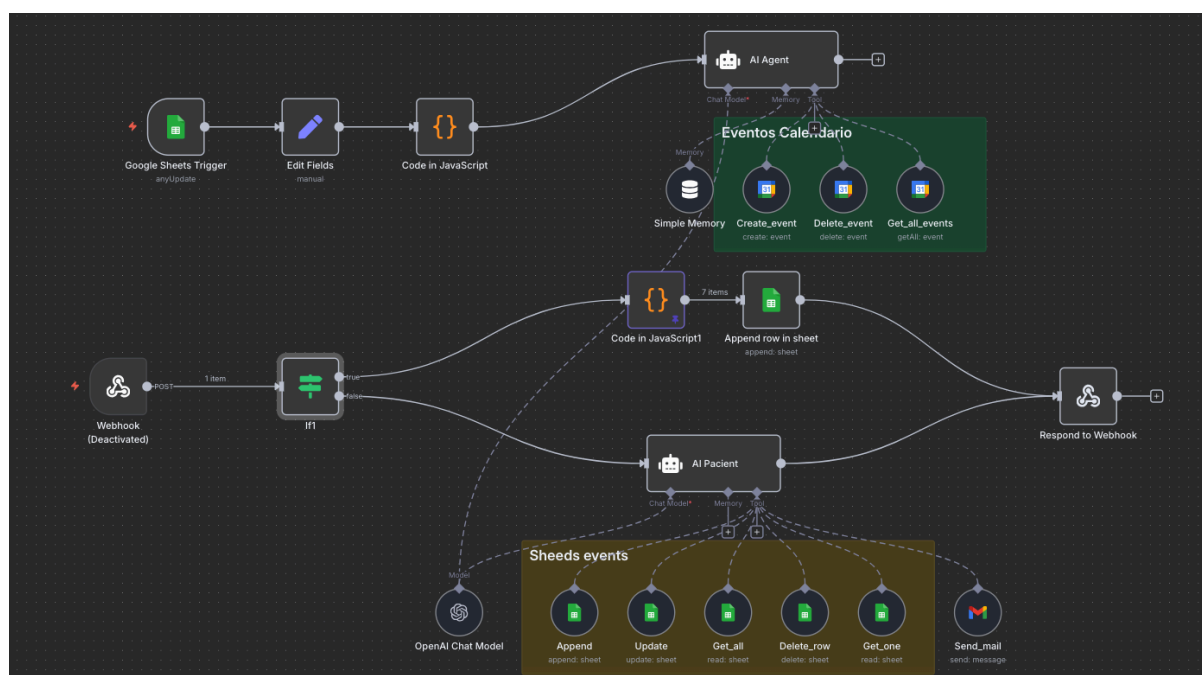 AI Agent
Chat Model*
Memory
Tool
Eventos Calendario
Google Sheets Trigger
anyUpdate
Edit Fields
manual
Code in JavaScript
Memory
31
31
31
Simple Memory
Create_event
create: event
Delete_event
delete: event
Get_all_events
getAll: event
7 items
Code in JavaScript1
Append row in sheet
append: sheet
POST
1 item
true
false
Webhook
(Deactivated)
If1
Respond to Webhook
AI Pacient
Chat Model*
Memory
Tool
Sheeds events
Model
OpenAI Chat Model
Append
append: sheet
Update
update: sheet
Get_all
read: sheet
Delete_row
delete: sheet
Get_one
read: sheet
Send_mail
send: message